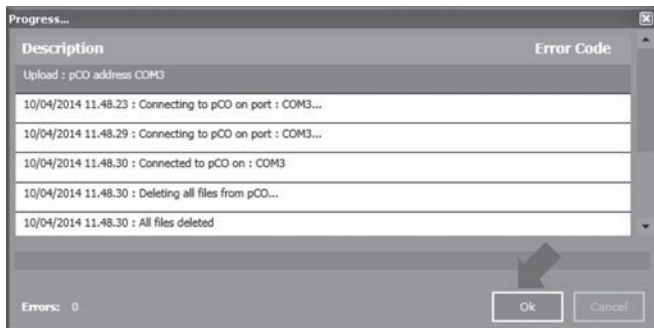 Progress...
Description Error Code
Upload : pCO address COM3
10/04/2014 11.48.23 : Connecting to pCO on port : COM3...
10/04/2014 11.48.29 : Connecting to pCO on port : COM3...
10/04/2014 11.48.30 : Connected to pCO on : COM3
10/04/2014 11.48.30 : Deleting all files from pCO...
10/04/2014 11.48.30 : All files deleted
Errors: 0 Ok Cancel